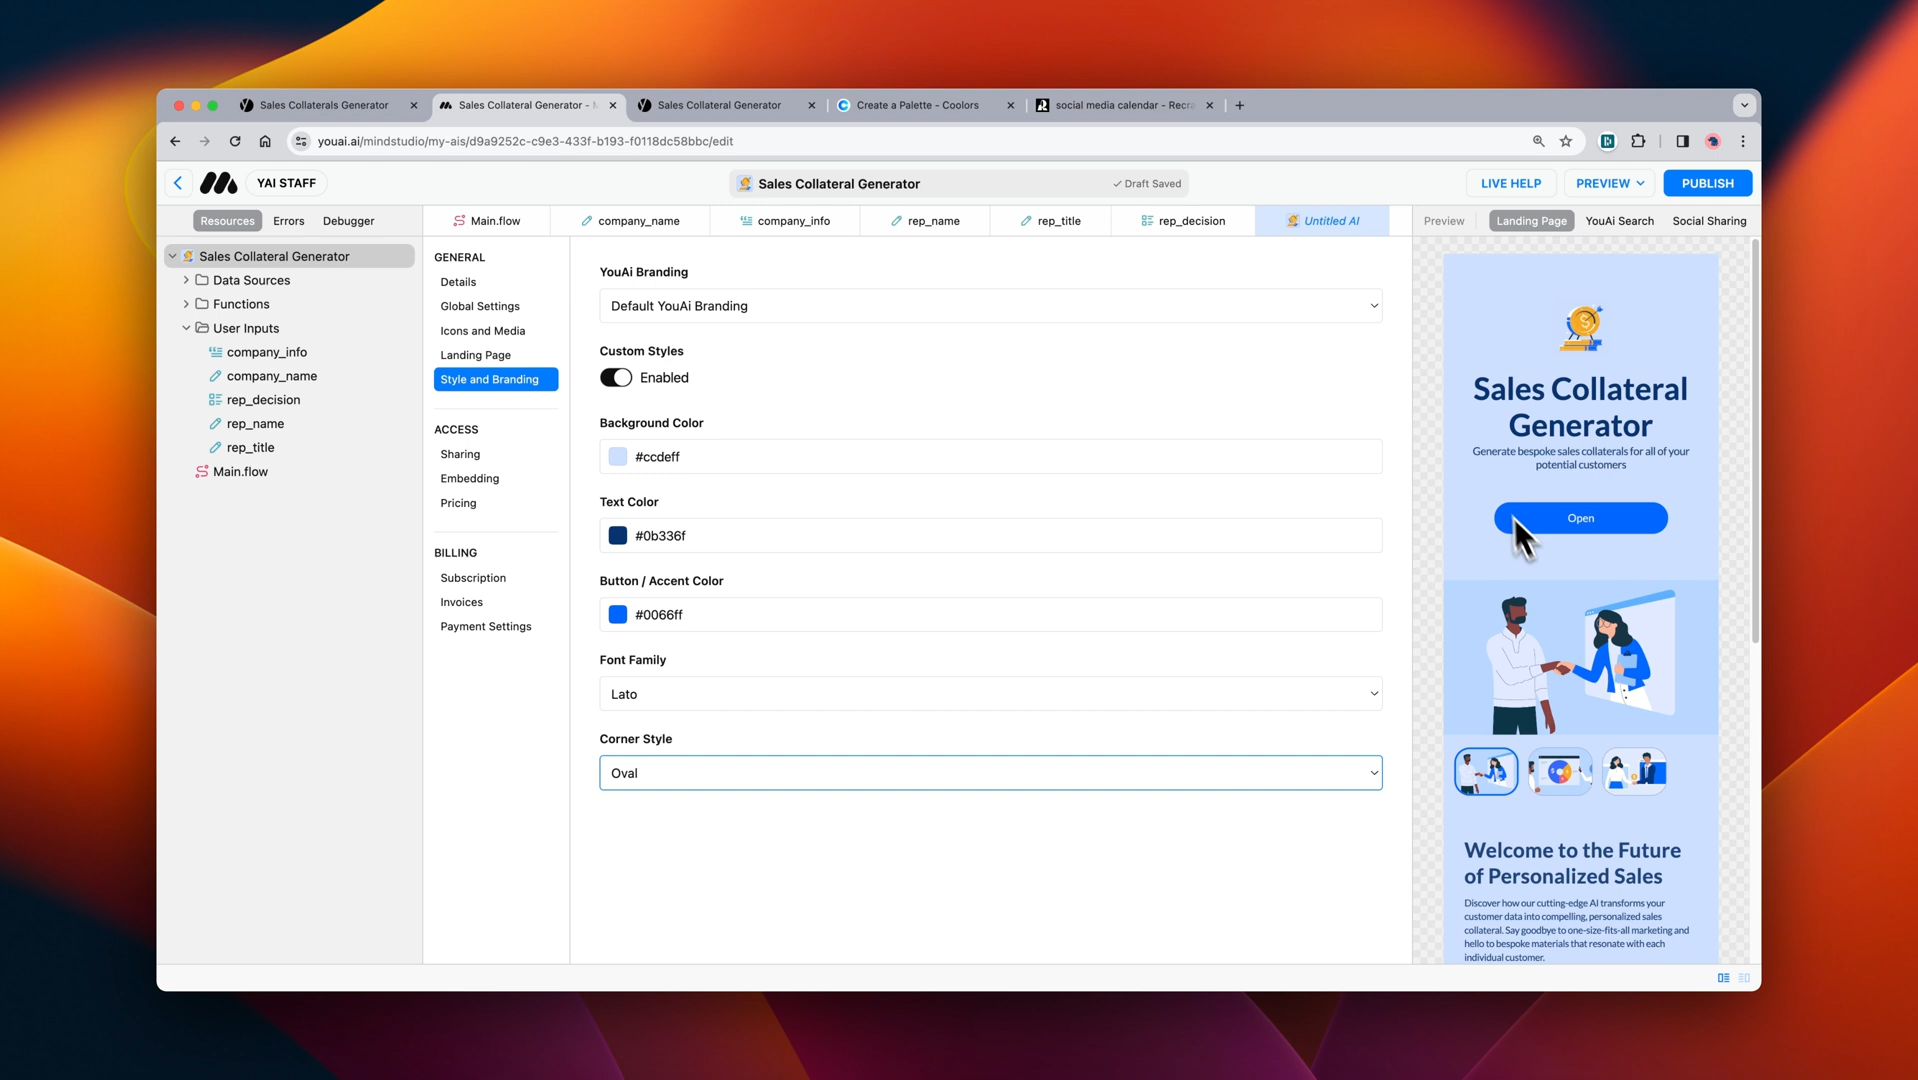 Sales Collaterals Generator
Sales Collateral Generator -
Sales Collateral Generator
Create a Palette - Coolors
social media calendar - Recra
youai.ai/mindstudio/my-ais/d9a9252c-c9e3-433f-b193-f0118dc58bbc/edit
YAI STAFF
Sales Collateral Generator
Draft Saved
LIVE HELP
PREVIEW
PUBLISH
Resources
Errors
Debugger
Main.flow
company_name
company_info
rep_name
rep_title
rep_decision
Untitled AI
Preview
Landing Page
YouAi Search
Social Sharing
Sales Collateral Generator
Data Sources
Functions
User Inputs
company_info
company_name
rep_decision
rep_name
rep_title
Main.flow
GENERAL
Details
Global Settings
Icons and Media
Landing Page
Style and Branding
ACCESS
Sharing
Embedding
Pricing
BILLING
Subscription
Invoices
Payment Settings
YouAi Branding
Default YouAi Branding
Custom Styles
Enabled
Background Color
#ccdeff
Text Color
#0b336f
Button / Accent Color
#0066ff
Font Family
Lato
Corner Style
Oval
Sales Collateral
Generator
Generate bespoke sales collaterals for all of your
potential customers
Open
Welcome to the Future
of Personalized Sales
Discover how our cutting-edge AI transforms your
customer data into compelling, personalized sales
collateral. Say goodbye to one-size-fits-all marketing and
hello to bespoke materials that resonate with each
individual customer.